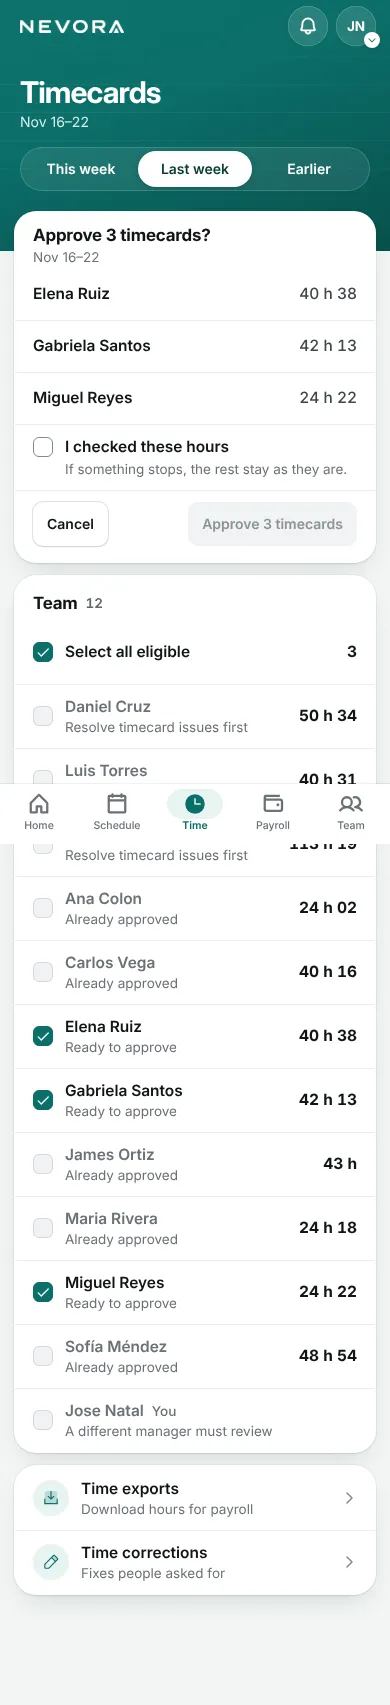 NEVORA
JN
Timecards
Nov 16–22
This week
Last week
Earlier
Approve 3 timecards?
Nov 16–22
Elena Ruiz
40 h 38
Gabriela Santos
42 h 13
Miguel Reyes
24 h 22
I checked these hours
If something stops, the rest stay as they are.
Cancel
Approve 3 timecards
Team 12
Select all eligible
3
Daniel Cruz
Resolve timecard issues first
50 h 34
Luis Torres
40 h 31
Home
Schedule
Time
Payroll
Team
Resolve timecard issues first
113 h 19
Ana Colon
Already approved
24 h 02
Carlos Vega
Already approved
40 h 16
Elena Ruiz
Ready to approve
40 h 38
Gabriela Santos
Ready to approve
42 h 13
James Ortiz
Already approved
43 h
Maria Rivera
Already approved
24 h 18
Miguel Reyes
Ready to approve
24 h 22
Sofía Méndez
Already approved
48 h 54
Jose Natal You
A different manager must review
Time exports
Download hours for payroll
Time corrections
Fixes people asked for